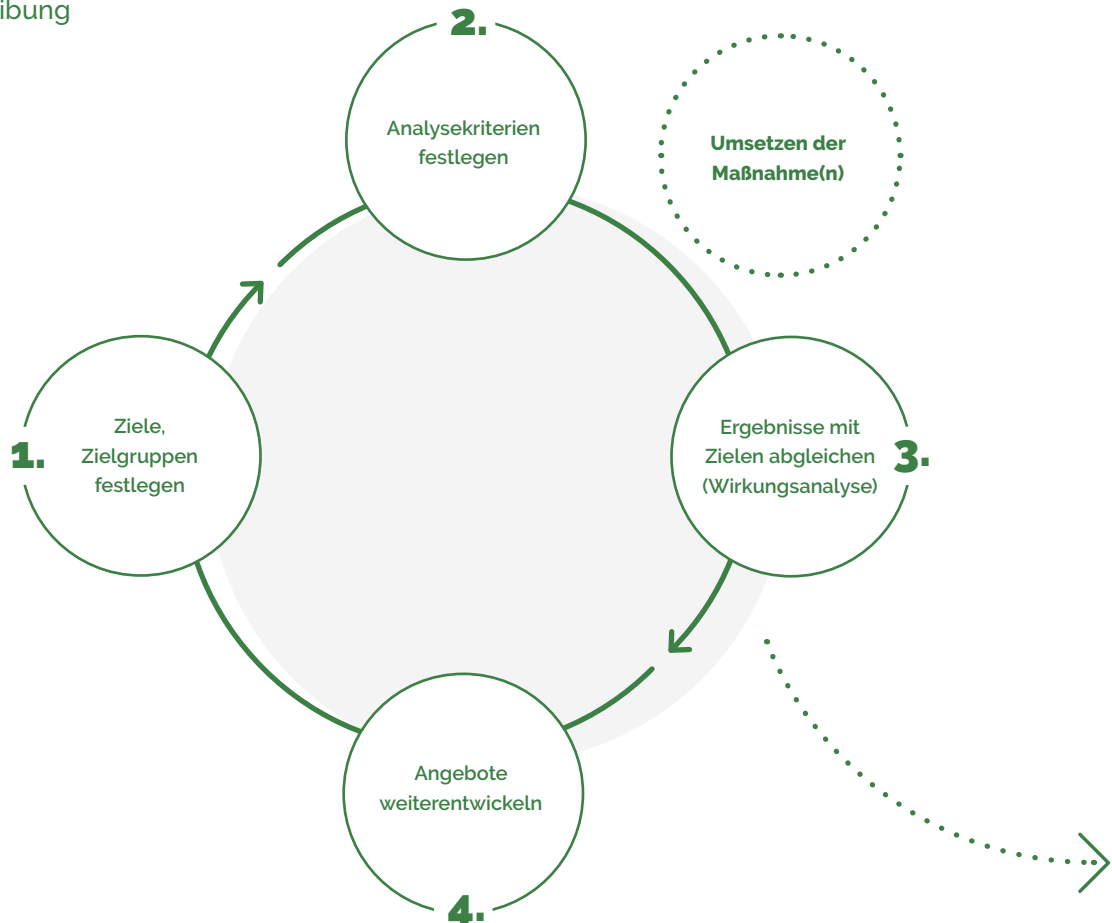 ibung
2.
Analysekriterien
festlegen
Umsetzen der
Maßnahme(n)
1.
Ziele,
Zielgruppen
festlegen
Ergebnisse mit
Zielen abgleichen
(Wirkungsanalyse)
3.
Angebote
weiterentwickeln
4.